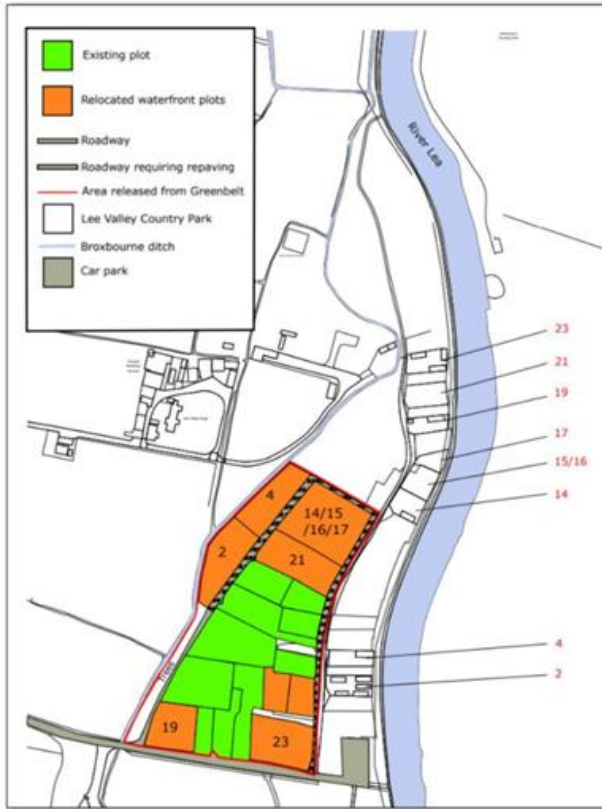 Existing plot
Relocated waterfront plots
Roadway
Roadway requiring repaving
Area released from Greenbelt
Lee Valley Country Park
Broxbourne ditch
Car park
River Lea
23
21
19
17
15/16
14
4
2
4
14/15
/16/17
2
21
Trees
19
23